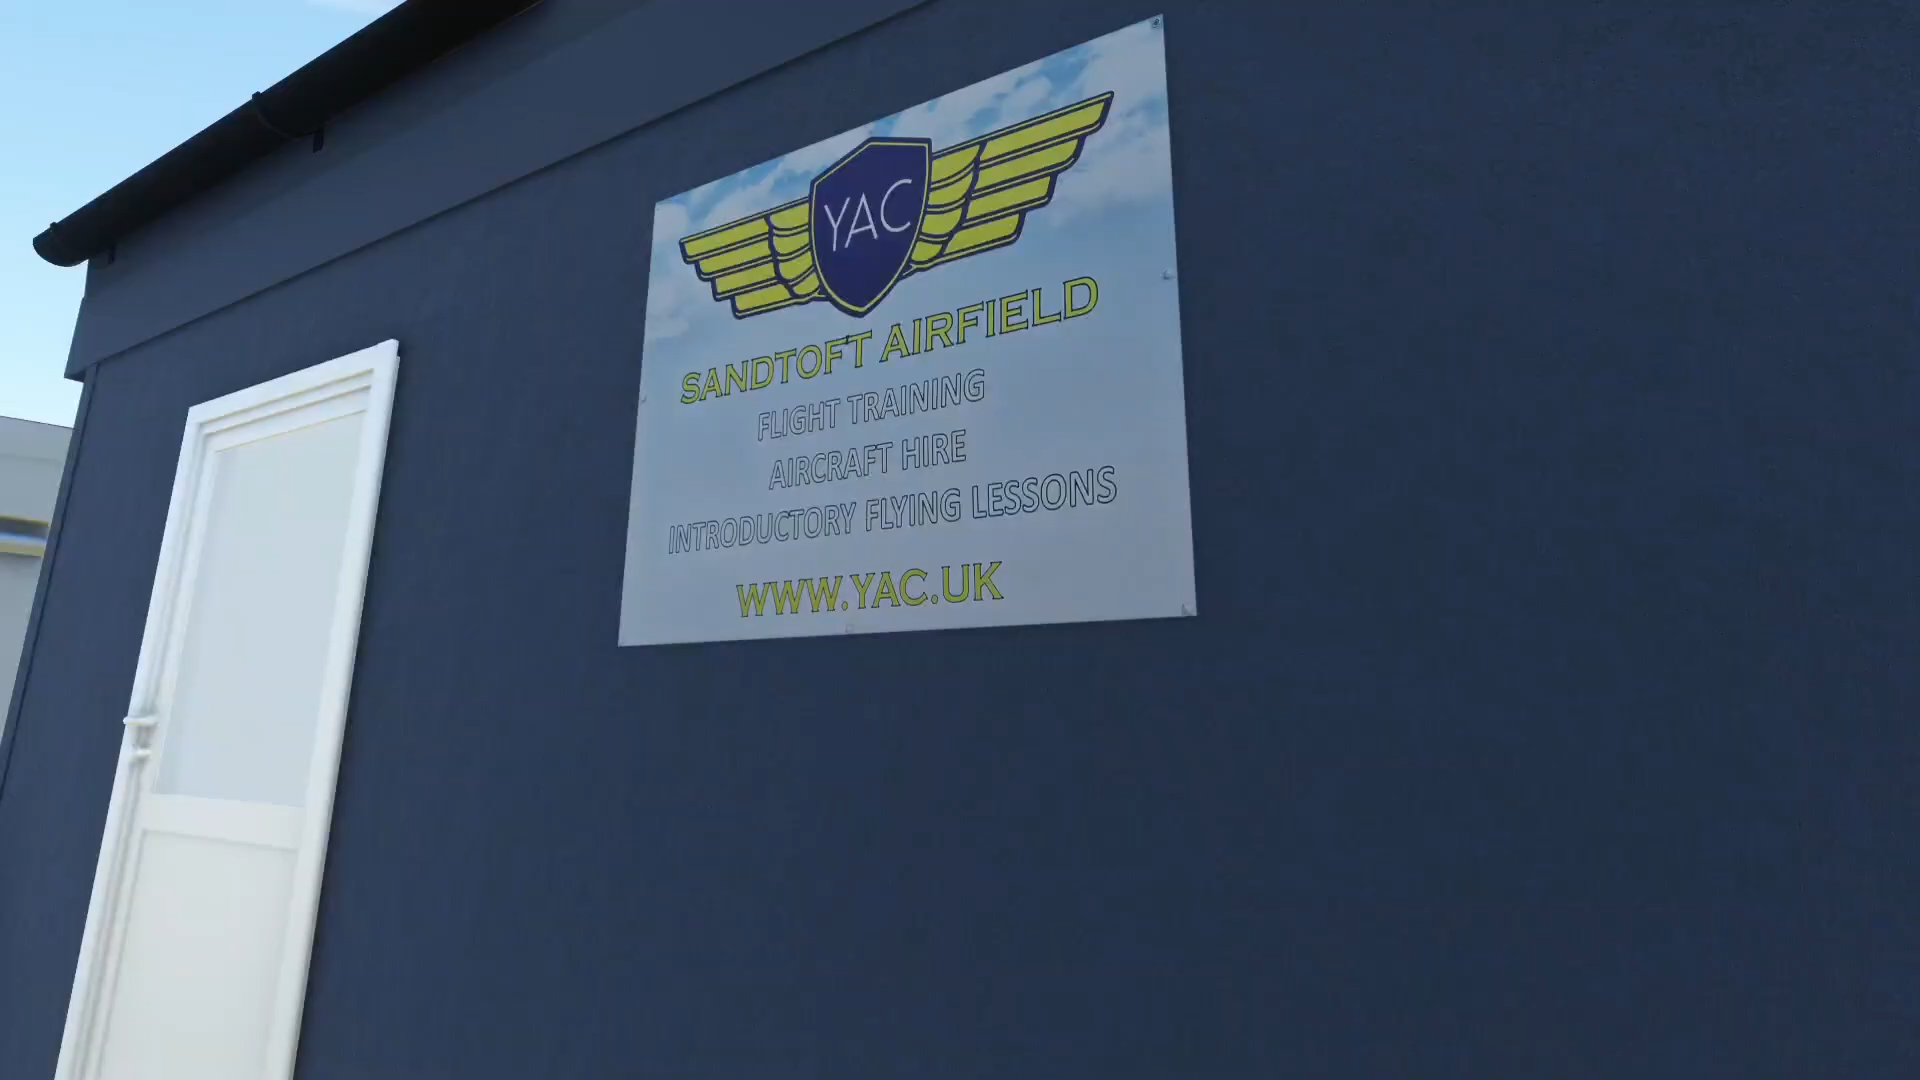 YAC
SANDTOFT AIRFIELD
FLIGHT TRAINING
AIRCRAFT HIRE
INTRODUCTORY FLYING LESSONS
WWW.YAC.UK